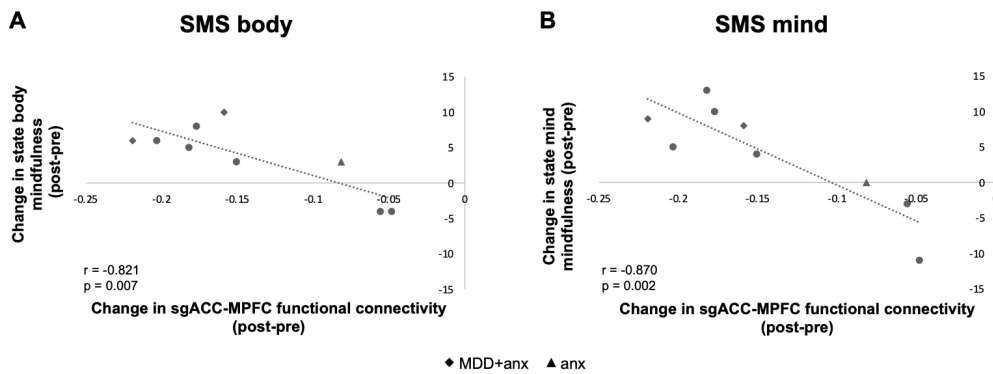 A
SMS body
Change in state body
mindfulness
(post-pre)
15
10
5
0
-5
-10
-15
-0.25
-0.2
-0.15
-0.1
-0.05
0
r = -0.821
p = 0.007
Change in sgACC-MPFC functional connectivity
(post-pre)
B
SMS mind
Change in state mind
mindfulness (post-pre)
15
10
5
0
-5
-10
-15
-0.25
-0.2
-0.15
-0.1
-0.05
r = -0.870
p = 0.002
Change in sgACC-MPFC functional connectivity
(post-pre)
MDD+anx
anx